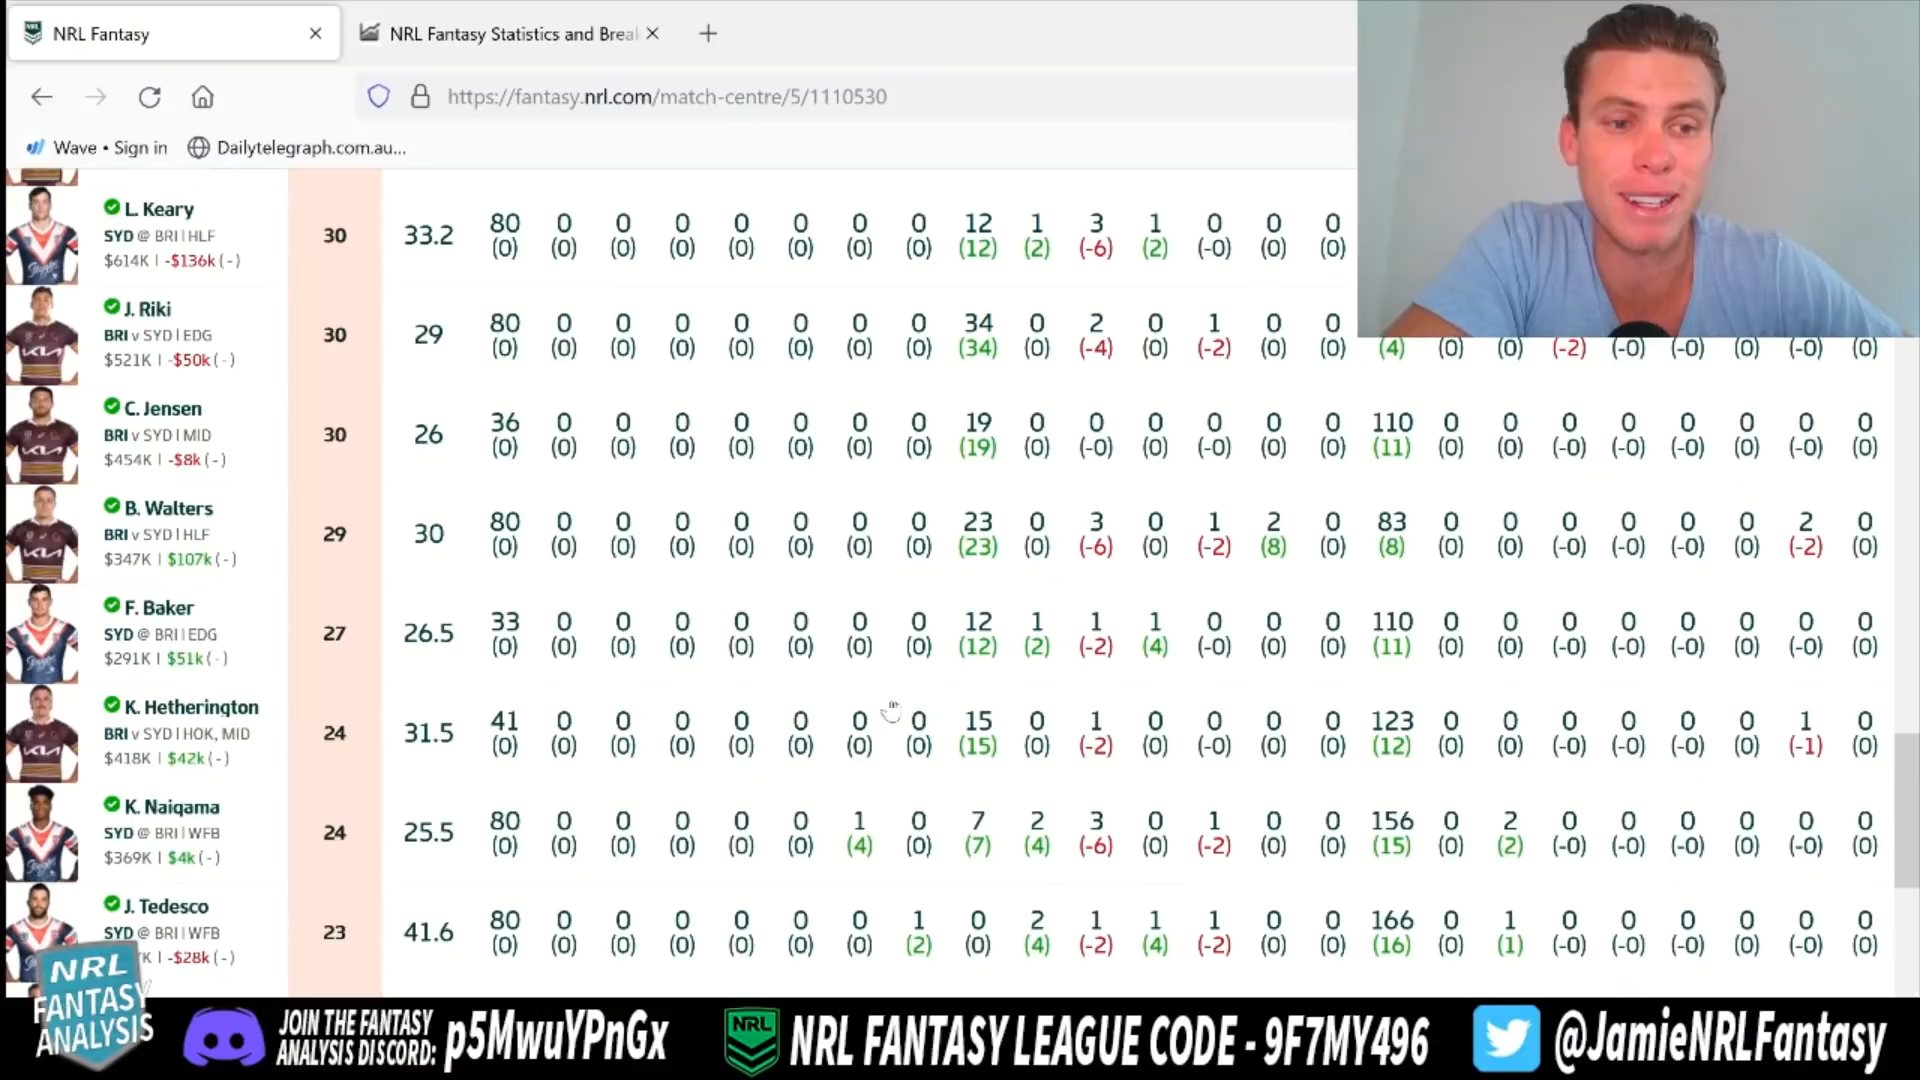 NRL Fantasy
NRL Fantasy Statistics and Brea
https://fantasy.nrl.com/match-centre/5/1110530
Wave • Sign in
Dailytelegraph.com.au...
L. Keary
SYD @ BRI | HLF
$614K | -$136k (-)
30 33.2 80 0 0 0 0 0 0 0 12 1 3 1 0 0 0
(0) (0) (0) (0) (0) (0) (0) (0) (12) (2) (-6) (2) (-0) (0) (0)
J. Riki
BRI v SYD | EDG
$521K | -$50k (-)
30 29 80 0 0 0 0 0 0 0 34 0 2 0 1 0 0
(0) (0) (0) (0) (0) (0) (0) (0) (34) (0) (-4) (0) (-2) (0) (0) (4) (0) (0) (-2) (-0) (-0) (0) (-0) (0)
C. Jensen
BRI v SYD | MID
$454K | -$8k (-)
30 26 36 0 0 0 0 0 0 0 19 0 0 0 0 0 0 110 0 0 0 0 0 0 0 0
(0) (0) (0) (0) (0) (0) (0) (0) (19) (0) (-0) (0) (-0) (0) (0) (11) (0) (0) (-0) (-0) (-0) (0) (-0) (0)
B. Walters
BRI v SYD | HLF
$347K | $107k (-)
29 30 80 0 0 0 0 0 0 0 23 0 3 0 1 2 0 83 0 0 0 0 0 0 2 0
(0) (0) (0) (0) (0) (0) (0) (0) (23) (0) (-6) (0) (-2) (8) (0) (8) (0) (0) (-0) (-0) (-0) (0) (-2) (0)
F. Baker
SYD @ BRI | EDG
$291K | $51k (-)
27 26.5 33 0 0 0 0 0 0 0 12 1 1 1 0 0 0 110 0 0 0 0 0 0 0 0
(0) (0) (0) (0) (0) (0) (0) (0) (12) (2) (-2) (4) (-0) (0) (0) (11) (0) (0) (-0) (-0) (-0) (0) (-0) (0)
K. Hetherington
BRI v SYD | HOK, MID
$418K | $42k (-)
24 31.5 41 0 0 0 0 0 0 0 15 0 1 0 0 0 0 123 0 0 0 0 0 0 1 0
(0) (0) (0) (0) (0) (0) (0) (0) (15) (0) (-2) (0) (-0) (0) (0) (12) (0) (0) (-0) (-0) (-0) (0) (-1) (0)
K. Naiqama
SYD @ BRI | WFB
$369K | $4k (-)
24 25.5 80 0 0 0 0 0 1 0 7 2 3 0 1 0 0 156 0 2 0 0 0 0 0 0
(0) (0) (0) (0) (0) (0) (4) (0) (7) (4) (-6) (0) (-2) (0) (0) (15) (0) (2) (-0) (-0) (-0) (0) (-0) (0)
J. Tedesco
SYD @ BRI | WFB
K | -$28k (-)
23 41.6 80 0 0 0 0 0 0 1 0 2 1 1 1 0 0 166 0 1 0 0 0 0 0 0
(0) (0) (0) (0) (0) (0) (0) (2) (0) (4) (-2) (4) (-2) (0) (0) (16) (0) (1) (-0) (-0) (-0) (0) (-0) (0)
NRL
FANTASY
ANALYSIS
JOIN THE FANTASY
ANALYSIS DISCORD: p5MwuYPnGx
NRL
NRL FANTASY LEAGUE CODE - 9F7MY496
@JamieNRLFantasy